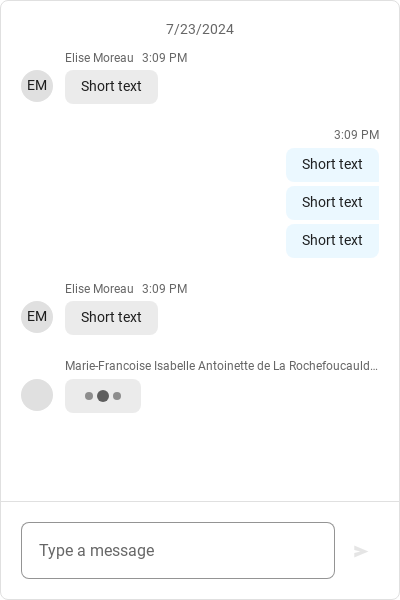 7/23/2024
Elise Moreau 3:09 PM
EM
Short text
3:09 PM
Short text
Short text
Short text
Elise Moreau 3:09 PM
EM
Short text
Marie-Francoise Isabelle Antoinette de La Rochefoucauld...
Type a message